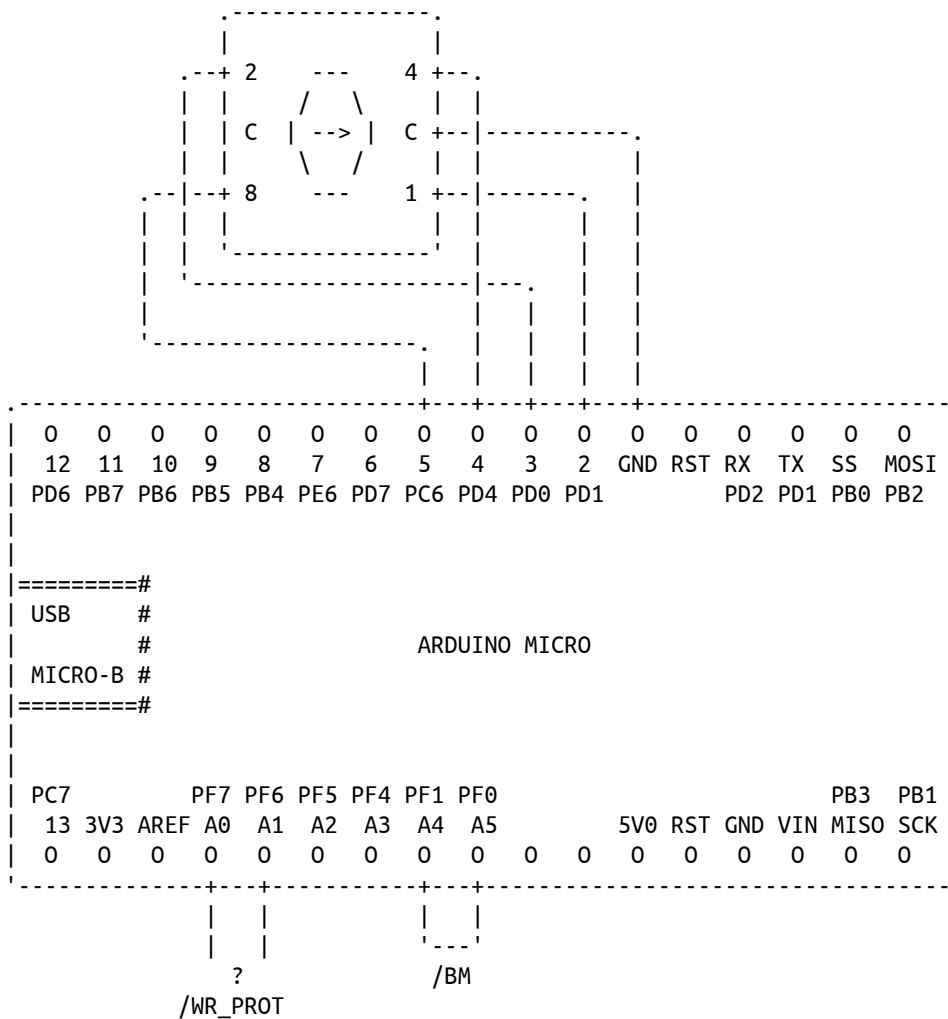 2 4
C --> C
8 1
O O O O O O O O O O O O O O O O O
12 11 10 9 8 7 6 5 4 3 2 GND RST RX TX SS MOSI
PD6 PB7 PB6 PB5 PB4 PE6 PD7 PC6 PD4 PD0 PD1 PD2 PD1 PB0 PB2
USB
ARDUINO MICRO
MICRO-B
PC7 PF7 PF6 PF5 PF4 PF1 PF0 PB3 PB1
13 3V3 AREF A0 A1 A2 A3 A4 A5 5V0 RST GND VIN MISO SCK
O O O O O O O O O O O O O O O O O
? /BM
/WR_PROT